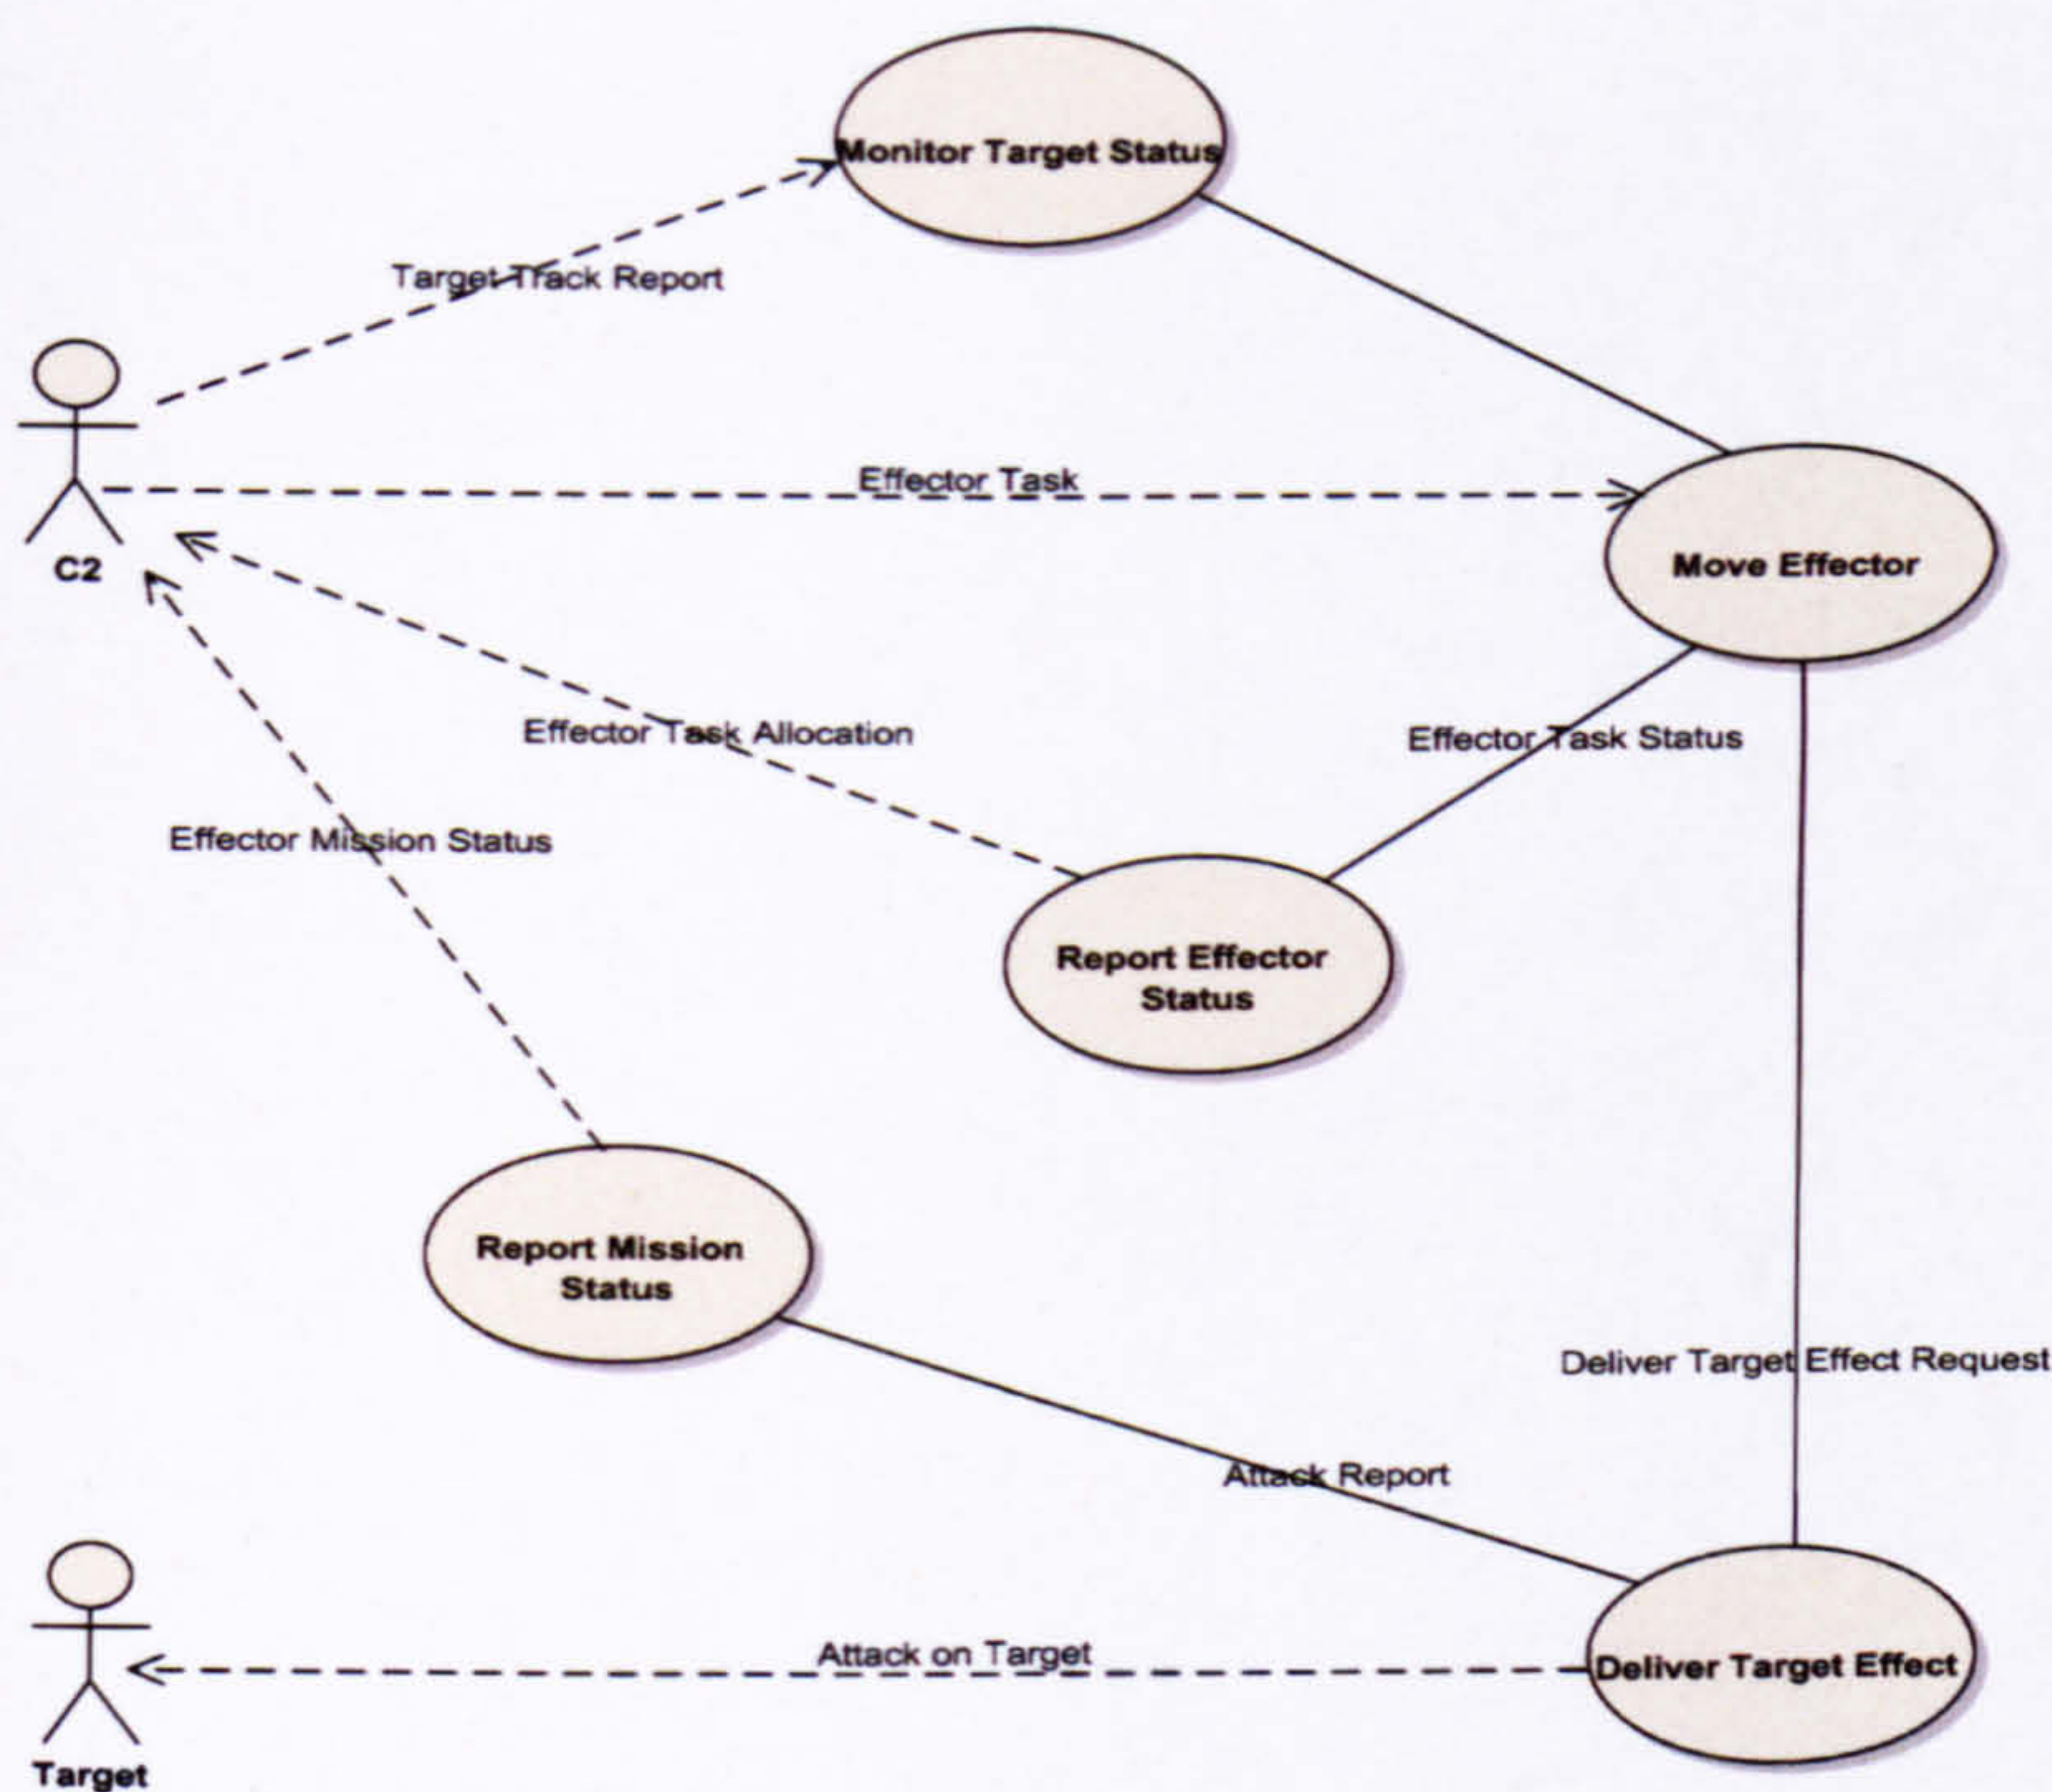 Monitor Target Status
Target Track Report
Effector Task
C2
Move Effector
Effector Task Allocation
Effector Task Status
Effector Mission Status
Report Effector
Status
Report Mission
Status
Deliver Target Effect Request
Attack Report
Attack on Target
Deliver Target Effect
Target